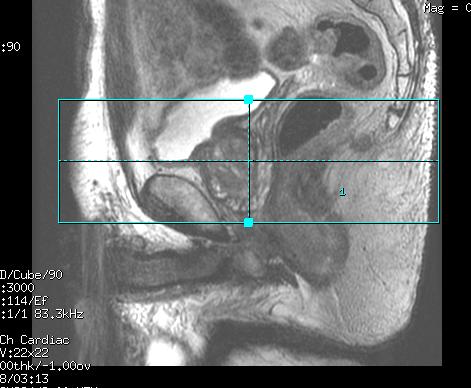 Mag = 0
:90
1
D/Cube/90
:3000
:114/Ef
:1/1 83.3kHz
Ch Cardiac
V:22x22
00thk/-1.00ov
8/03:13